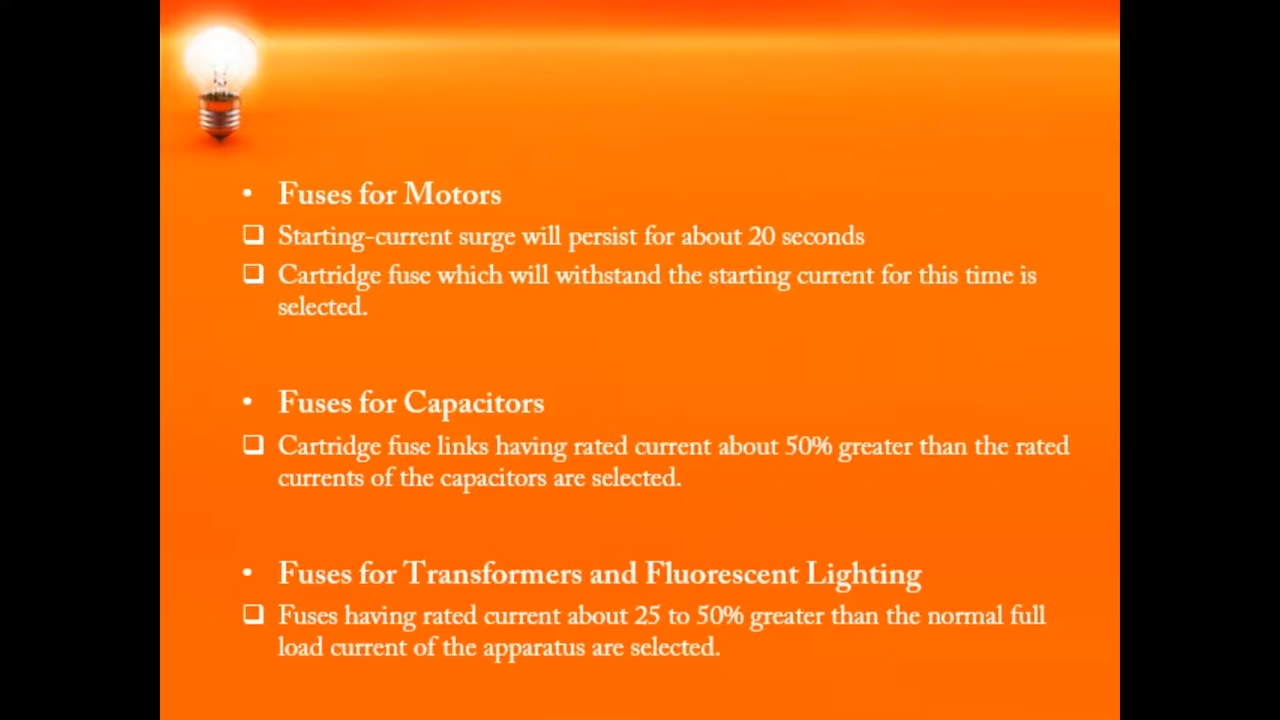 • Fuses for Motors
❑ Starting-current surge will persist for about 20 seconds
❑ Cartridge fuse which will withstand the starting current for this time is
selected.
• Fuses for Capacitors
❑ Cartridge fuse links having rated current about 50% greater than the rated
currents of the capacitors are selected.
• Fuses for Transformers and Fluorescent Lighting
❑ Fuses having rated current about 25 to 50% greater than the normal full
load current of the apparatus are selected.